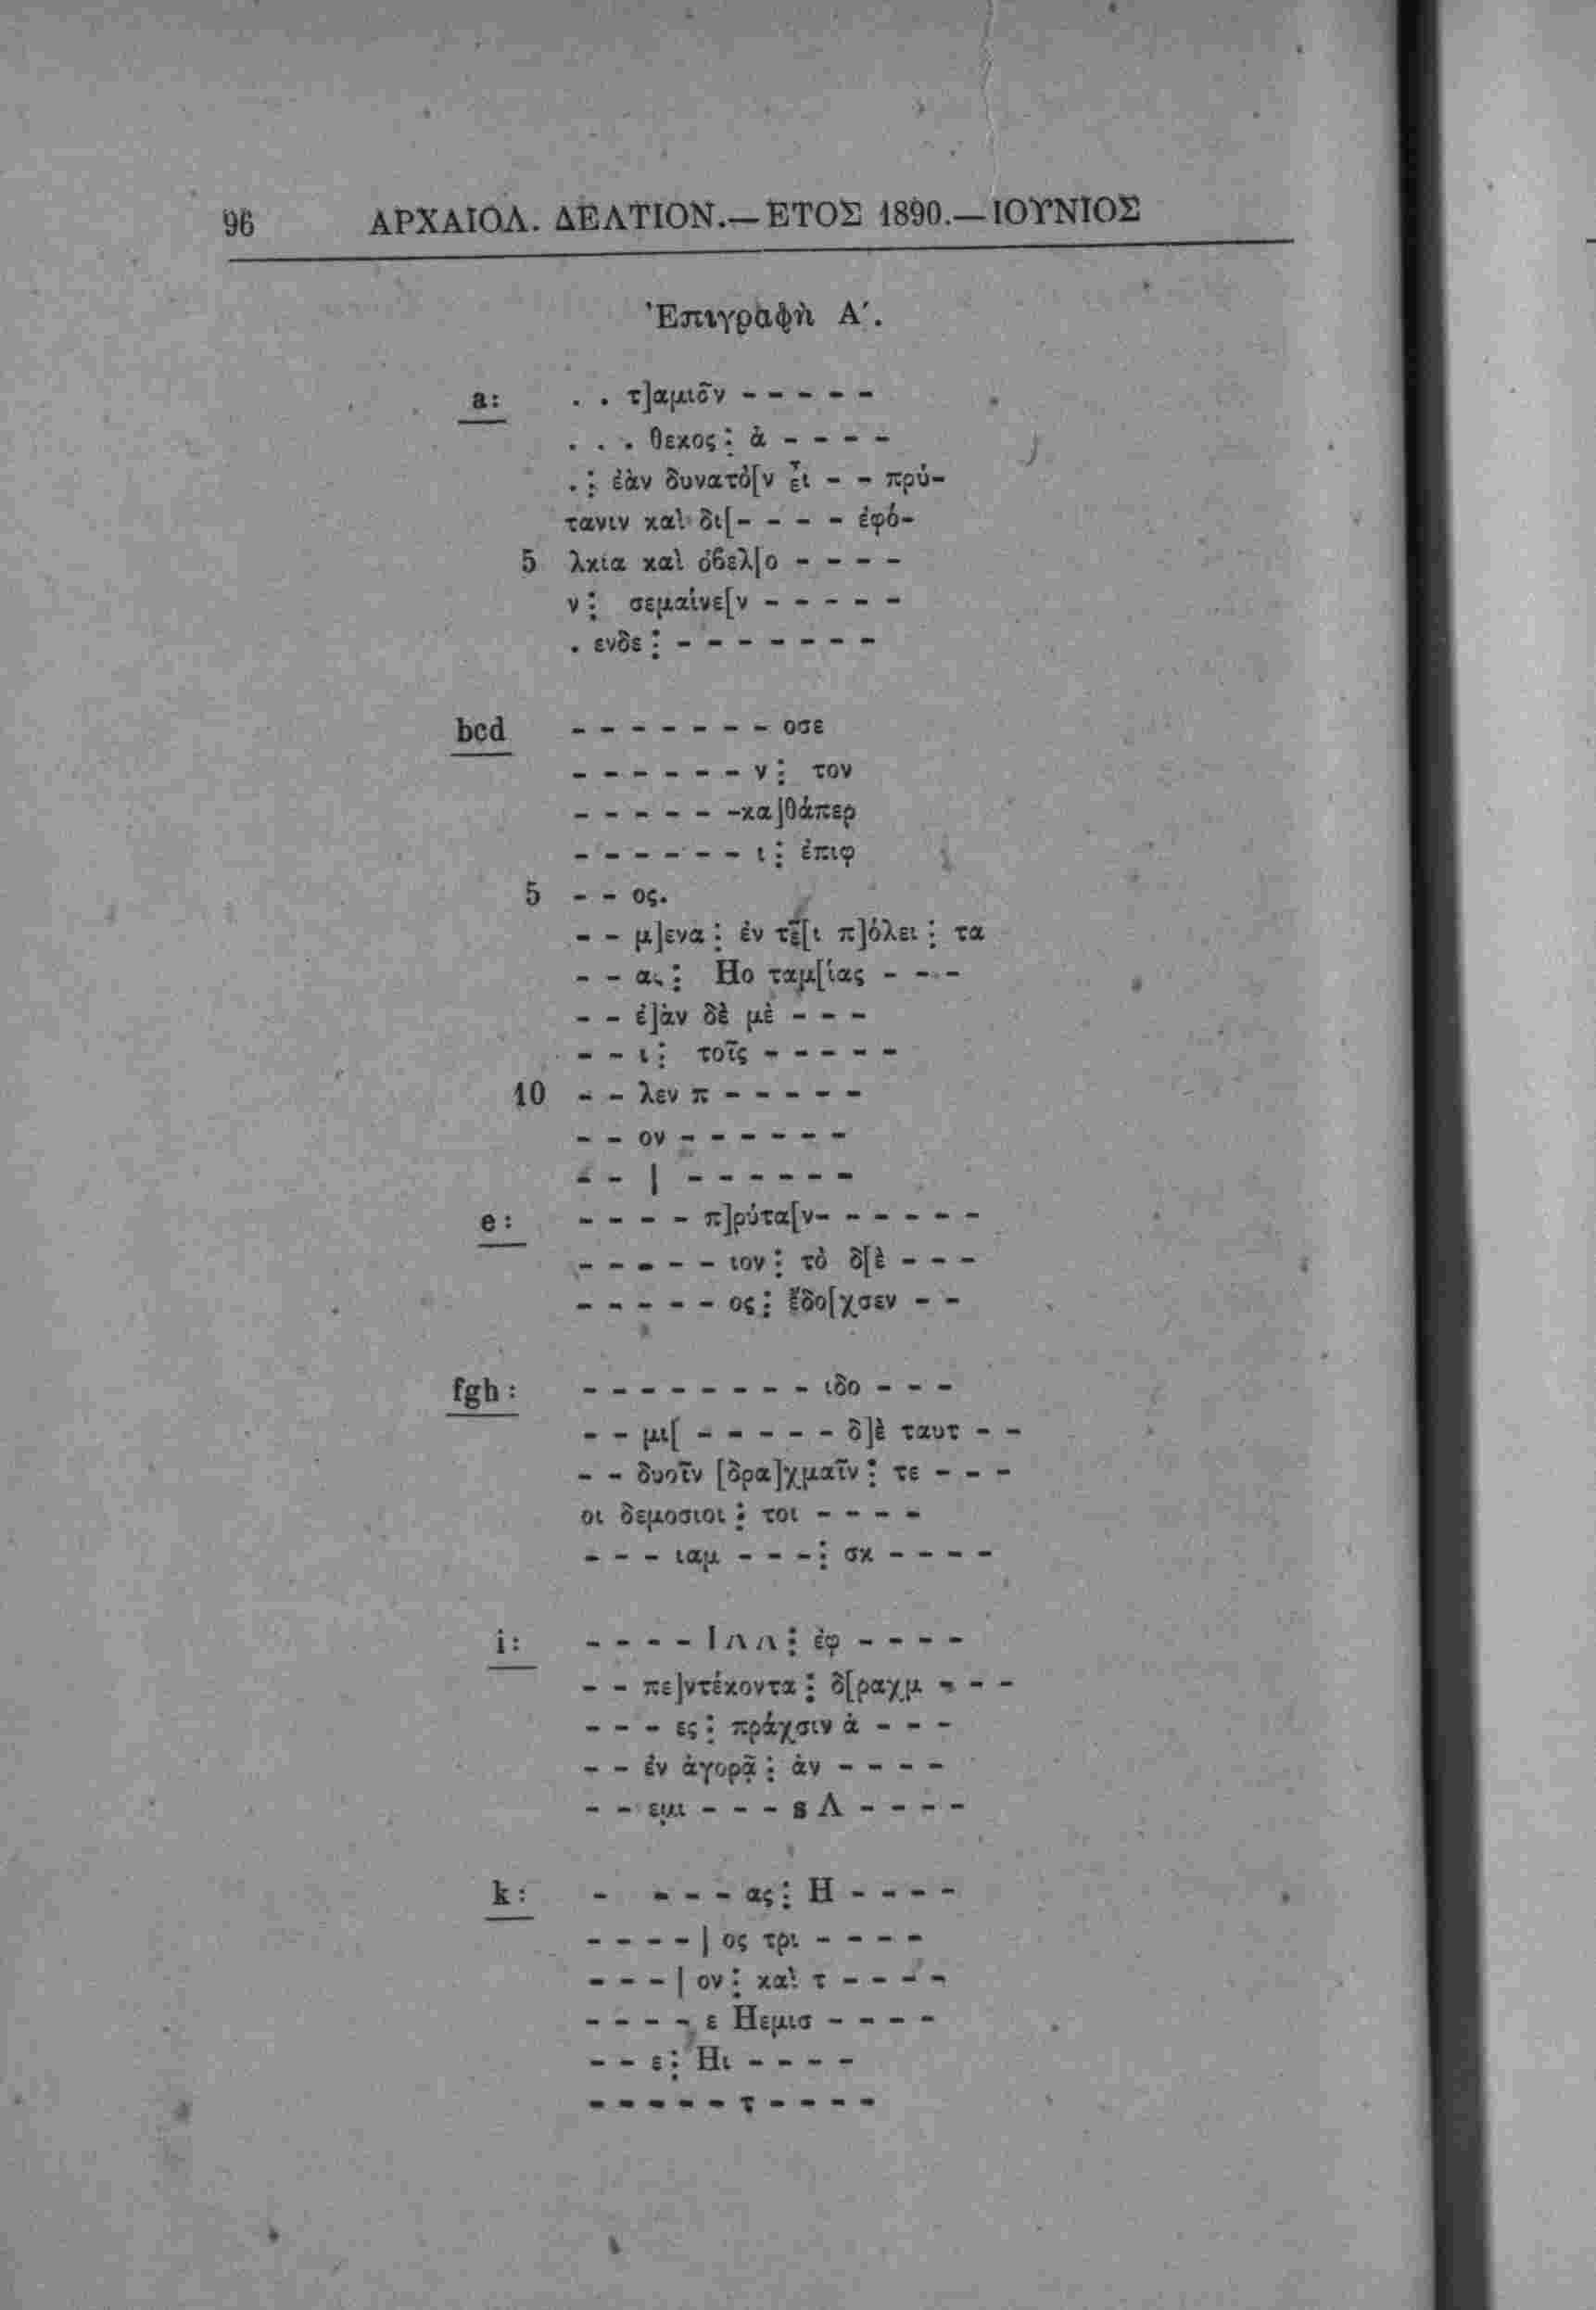 96 ΑΡΧΑΙΟΛ. ΔΕΛΤΙΟΝ.—ΕΤΟΣ 1890.—ΙΟΥΝΙΟΣ
Ἐπιγραφὴ Α΄.
a: . . τ]αμιο͂ν - - - - -
. . . θεκος⋮ ἀ - - - -
. ⋮ ἐὰν δυνατὸ[ν ε͂̓ι - - πρύ-
τανιν καὶ δι[- - - - ἐφό-
5 λκια καὶ ὀβελ[ο - - - -
ν⋮ σεμαίνε[ν - - - - -
. ενδε⋮ - - - - - - -
bcd - - - - - - - οσε
- - - - - - ν⋮ τον
- - - - - -κα]θάπερ
- - - - - - ι⋮ ἐπιφ
5 - - ος.
- - μ]ενα⋮ ἐν τε͂[ι π]όλει⋮ τα
- - ας⋮ Ηο ταμ[ίας - - -
- - ἐ]ὰν δὲ μὲ - - -
- - ι⋮ τοῖς - - - - -
10 - - λεν π - - - - -
- - ον - - - - - -
- - | - - - - - -
e: - - - - π]ρύτα[ν- - - - - -
- - - - - ιον⋮ τὸ δ[ὲ - - -
- - - - - ος⋮ ἔδο[χσεν - -
fgh: - - - - - - - - ιδο - - -
- - μι[ - - - - - δ]ὲ ταυτ - -
- - δυοῖν [δρα]χμαῖν⋮ τε - - -
οι δεμοσιοι⋮ τοι - - - -
- - - ιαμ - - -⋮ σκ - - - -
i: - - - - Ι Λ Λ⋮ ἐφ - - - -
- - πε]ντέκοντα⋮ δ[ραχμ - - -
- - - ες⋮ πράχσιν ἀ - - -
- - ἐν ἀγορᾷ⋮ ἀν - - - -
- - εμι - - - s Λ - - - -
k: - - - - ας⋮ Η - - - -
- - - - | ος τρι - - - -
- - - | ον⋮ καὶ τ - - - -
- - - - ε Ηεμισ - - - -
- - ε⋮ Ηι - - - -
- - - - - τ - - - -